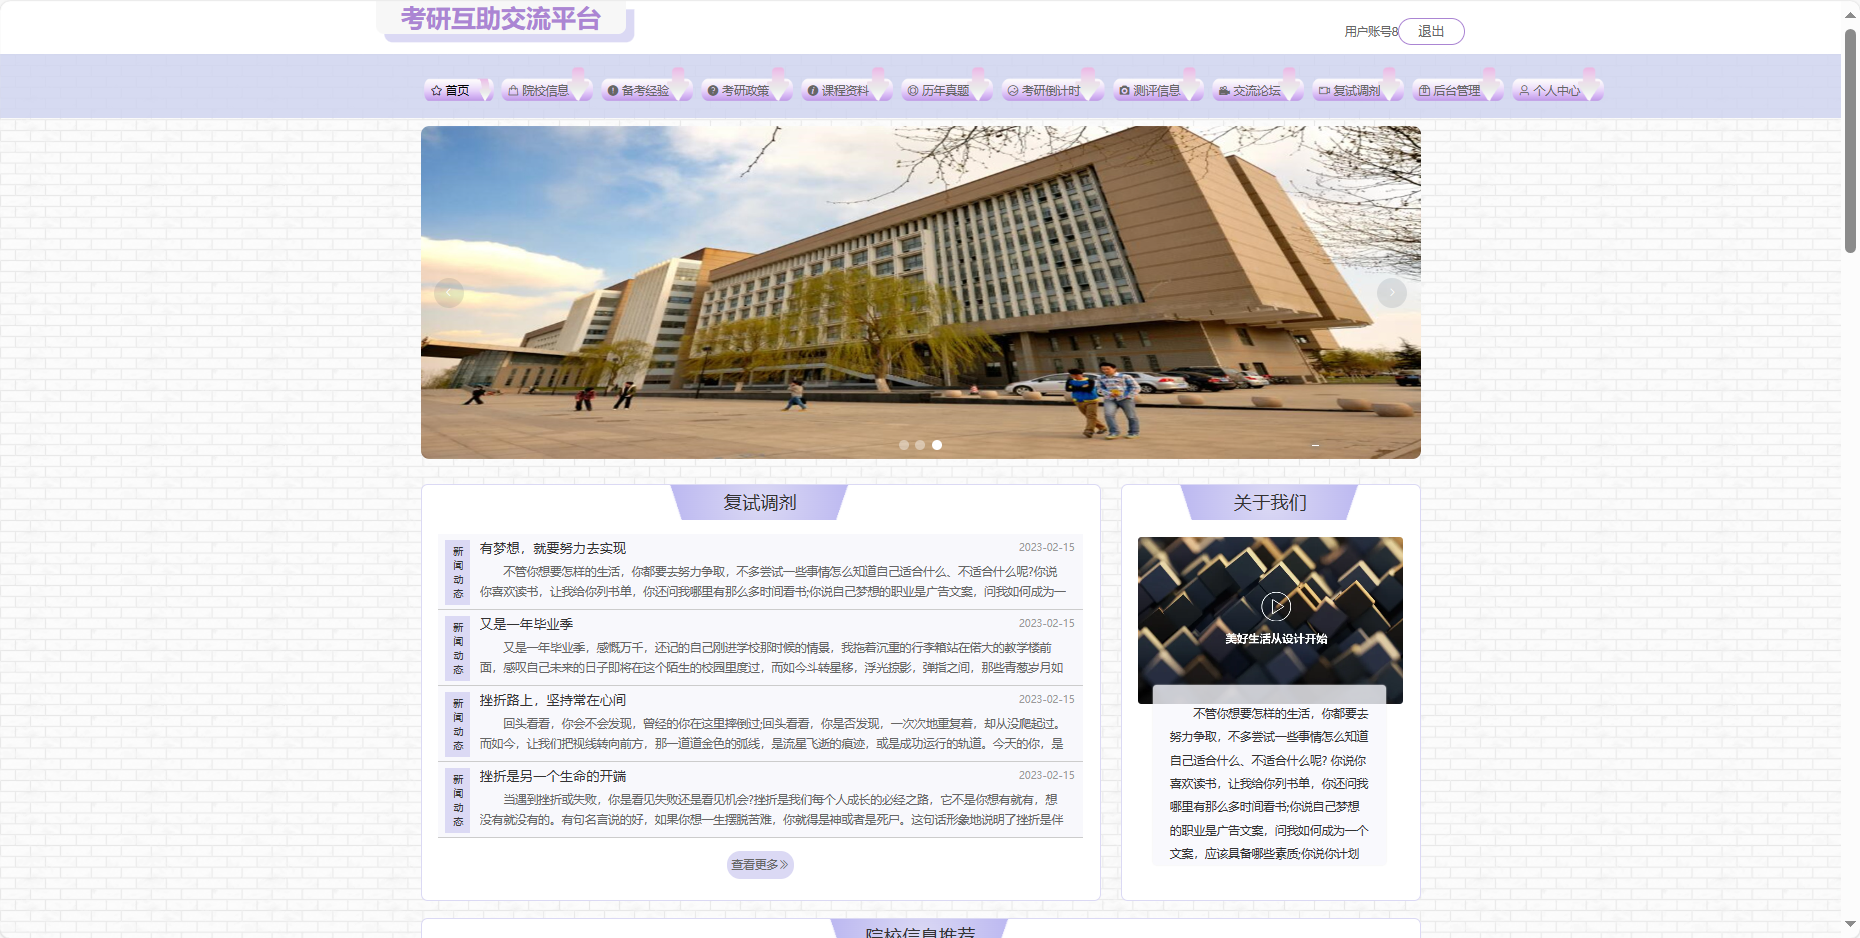 考研互助交流平台
用户账号8
退出
首页
院校信息
备考经验
考研政策
课程资料
历年真题
考研倒计时
测评信息
交流论坛
复试调剂
后台管理
个人中心
复试调剂
新闻动态
有梦想，就要努力去实现
2023-02-15
不管你想要怎样的生活，你都要去努力争取，不多尝试一些事情怎么知道自己适合什么、不适合什么呢?你说
你喜欢读书，让我给你列书单，你还问我哪里有那么多时间看书;你说自己梦想的职业是广告文案，问我如何成为一
新闻动态
又是一年毕业季
2023-02-15
又是一年毕业季，感慨万千，还记的自己刚进学校那时候的情景，我拖着沉重的行李箱站在偌大的教学楼前
面，感叹自己未来的日子即将在这个陌生的校园里度过，而如今斗转星移，浮光掠影，弹指之间，那些青葱岁月如
新闻动态
挫折路上，坚持常在心间
2023-02-15
回头看看，你会不会发现，曾经的你在这里摔倒过;回头看看，你是否发现，一次次地重复着，却从没爬起过。
而如今，让我们把视线转向前方，那一道道金色的弧线，是流星飞逝的痕迹，或是成功运行的轨道。今天的你，是
新闻动态
挫折是另一个生命的开端
2023-02-15
当遇到挫折或失败，你是看见失败还是看见机会?挫折是我们每个人成长的必经之路，它不是你想有就有，想
没有就没有的。有句名言说的好，如果你想一生摆脱苦难，你就得是神或者是死尸。这句话形象地说明了挫折是伴
查看更多
关于我们
美好生活从设计开始
不管你想要怎样的生活，你都要去
努力争取，不多尝试一些事情怎么知道
自己适合什么、不适合什么呢? 你说你
喜欢读书，让我给你列书单，你还问我
哪里有那么多时间看书;你说自己梦想
的职业是广告文案，问我如何成为一个
文案，应该具备哪些素质;你说你计划
院校信息推荐